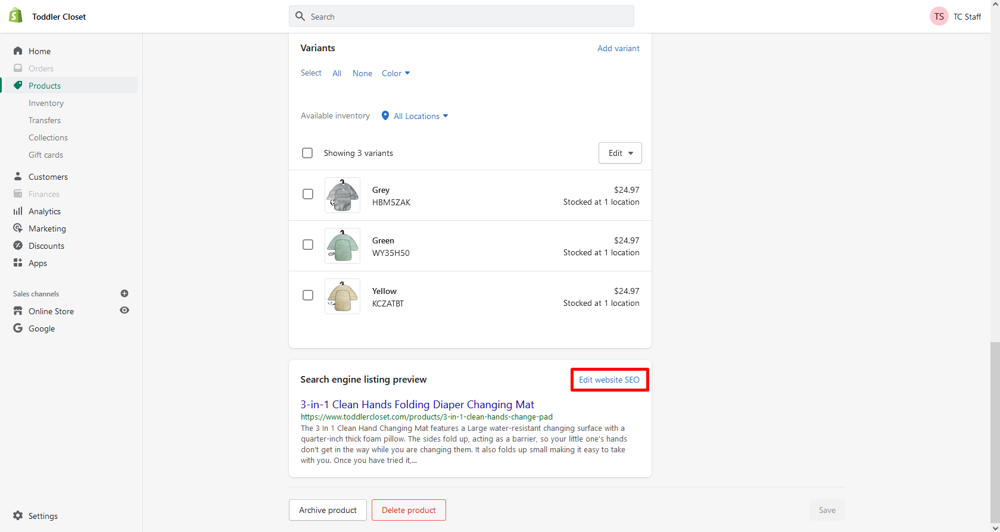 Toddler Closet
Search
TS
TC Staff
Home
Orders
Products
Inventory
Transfers
Collections
Gift cards
Customers
Finances
Analytics
Marketing
Discounts
Apps
Sales channels
Online Store
Google
Settings
Variants
Add variant
Select All None Color
Available inventory All Locations
Showing 3 variants
Edit
Grey
$24.97
HBM5ZAK
Stocked at 1 location
Green
$24.97
WY35H50
Stocked at 1 location
Yellow
$24.97
KCZATBT
Stocked at 1 location
Search engine listing preview
Edit website SEO
3-in-1 Clean Hands Folding Diaper Changing Mat
https://www.toddlercloset.com/products/3-in-1-clean-hands-change-pad
The 3 In 1 Clean Hand Changing Mat features a Large water-resistant changing surface with a
quarter-inch thick foam pillow. The sides fold up, acting as a barrier, so your little one's hands
don't get in the way while you are changing them. It also folds up small making it easy to take
with you. Once you have tried it,...
Archive product
Delete product
Save